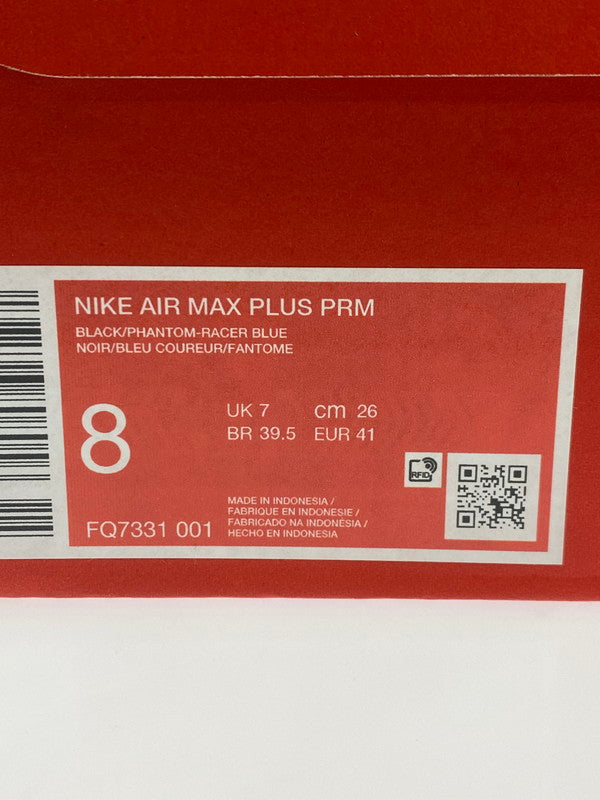 NIKE AIR MAX PLUS PRM
BLACK/PHANTOM-RACER BLUE
NOIR/BLEU COUREUR/FANTOME
8
UK 7 cm 26
BR 39.5 EUR 41
RFID
FQ7331 001
MADE IN INDONESIA /
FABRIQUE EN INDONESIE /
FABRICADO NA INDONESIA /
HECHO EN INDONESIA